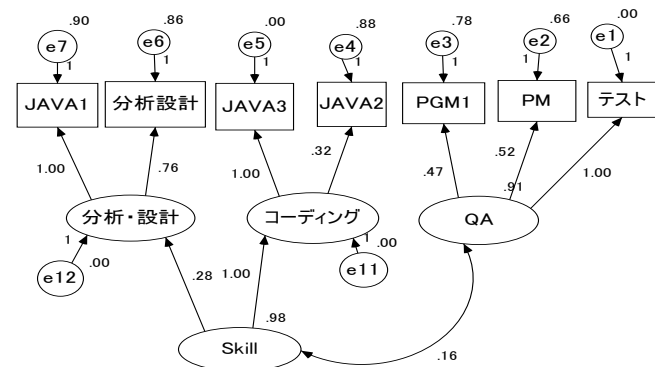 .90 .86 .00 .88 .78 .66 .00
e7 e6 e5 e4 e3 e2 e1
1 1 1 1 1 1 1
JAVA1 分析設計 JAVA3 JAVA2 PGM1 PM テスト
1.00 .76 1.00 .32 .47 .52 1.00
.91
分析・設計 コーディング QA
1 .00 1 .00
e12 e11
.28 1.00
.98
Skill
.16